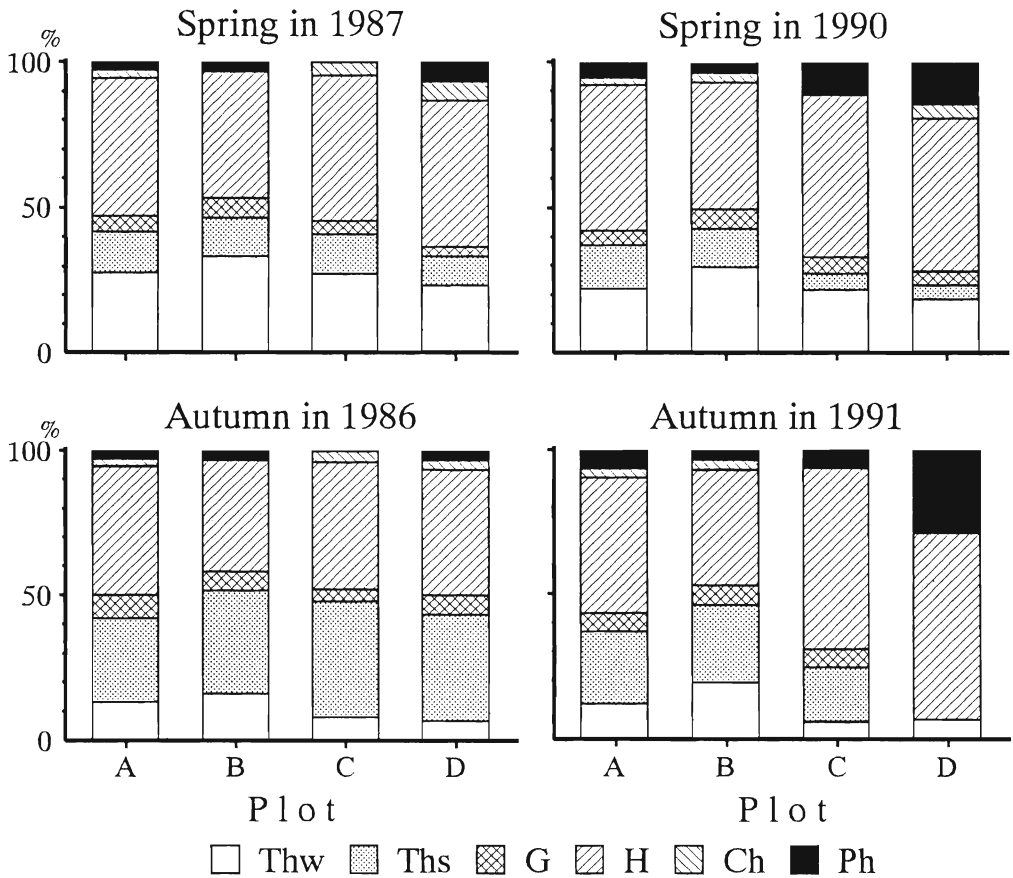 Spring in 1987
Spring in 1990
%
100
50
0
A B C D
A B C D
Autumn in 1986
Autumn in 1991
%
100
50
0
A B C D
A B C D
Plot
Plot
Thw Ths G H Ch Ph